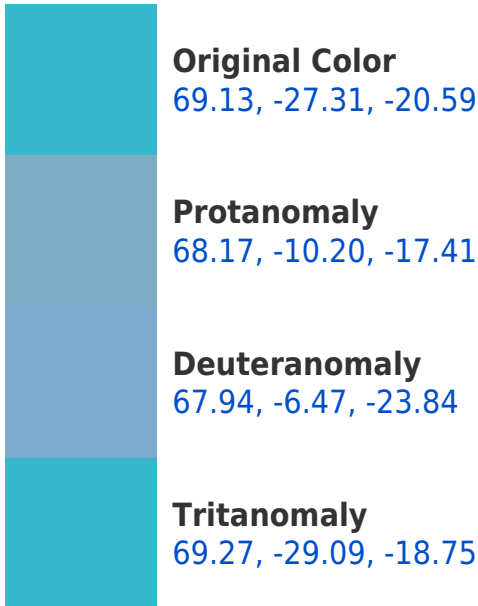 Original Color
69.13, -27.31, -20.59
Protanomaly
68.17, -10.20, -17.41
Deuteranomaly
67.94, -6.47, -23.84
Tritanomaly
69.27, -29.09, -18.75